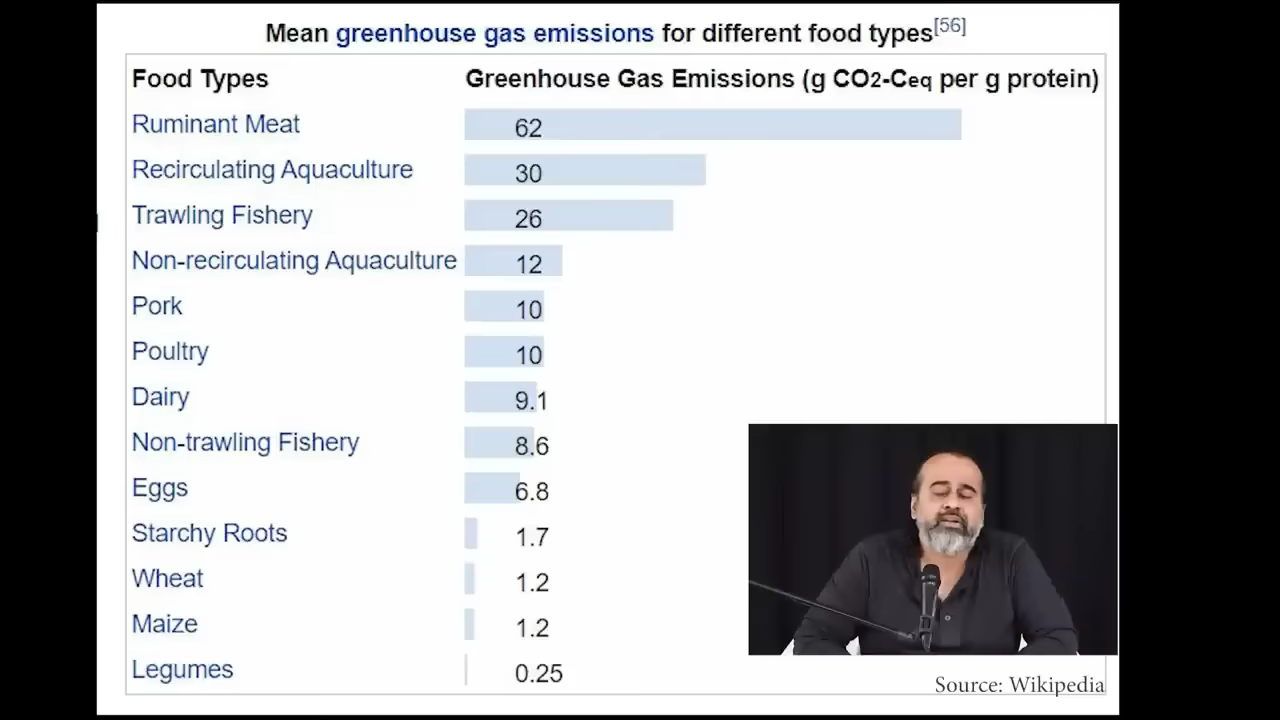 Mean greenhouse gas emissions for different food types[56]
Food Types Greenhouse Gas Emissions (g CO2-Ceq per g protein)
Ruminant Meat 62
Recirculating Aquaculture 30
Trawling Fishery 26
Non-recirculating Aquaculture 12
Pork 10
Poultry 10
Dairy 9.1
Non-trawling Fishery 8.6
Eggs 6.8
Starchy Roots 1.7
Wheat 1.2
Maize 1.2
Legumes 0.25
Source: Wikipedia